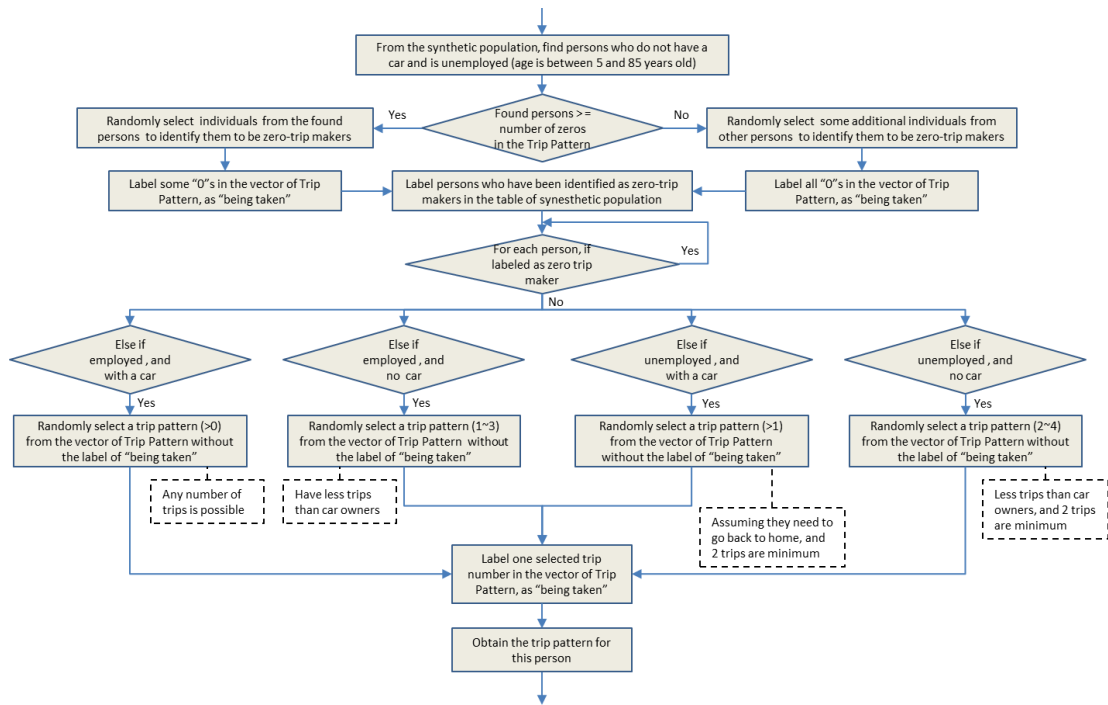 From the synthetic population, find persons who do not have a
car and is unemployed (age is between 5 and 85 years old)
Yes
Found persons >=
number of zeros
in the Trip Pattern
No
Randomly select individuals from the found
persons to identify them to be zero-trip makers
Randomly select some additional individuals from
other persons to identify them to be zero-trip makers
Label some “0”s in the vector of Trip
Pattern, as “being taken”
Label persons who have been identified as zero-trip
makers in the table of synesthetic population
Label all “0”s in the vector of Trip
Pattern, as “being taken”
For each person, if
labeled as zero trip
maker
Yes
No
Else if
employed , and
with a car
Else if
employed , and
no car
Else if
unemployed , and
with a car
Else if
unemployed , and
no car
Yes
Yes
Yes
Yes
Randomly select a trip pattern (>0)
from the vector of Trip Pattern without
the label of “being taken”
Randomly select a trip pattern (1~3)
from the vector of Trip Pattern without
the label of “being taken”
Randomly select a trip pattern (>1)
from the vector of Trip Pattern
without the label of “being taken”
Randomly select a trip pattern (2~4)
from the vector of Trip Pattern without
the label of “being taken”
Any number of
trips is possible
Have less trips
than car owners
Assuming they need to
go back to home, and
2 trips are minimum
Less trips than car
owners, and 2 trips
are minimum
Label one selected trip
number in the vector of Trip
Pattern, as “being taken”
Obtain the trip pattern for
this person